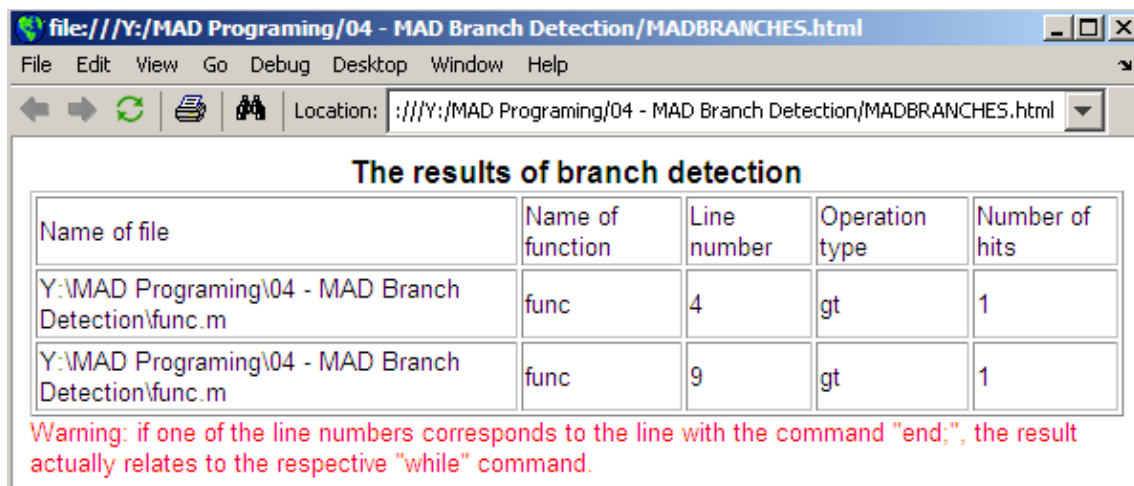 file:///Y:/MAD Programing/04 - MAD Branch Detection/MADBRANCHES.html
File Edit View Go Debug Desktop Window Help
Location: :///Y:/MAD Programing/04 - MAD Branch Detection/MADBRANCHES.html
The results of branch detection
Name of file Name of function Line number Operation type Number of hits
Y:\MAD Programing\04 - MAD Branch Detection\func.m func 4 gt 1
Y:\MAD Programing\04 - MAD Branch Detection\func.m func 9 gt 1
Warning: if one of the line numbers corresponds to the line with the command "end;", the result
actually relates to the respective "while" command.